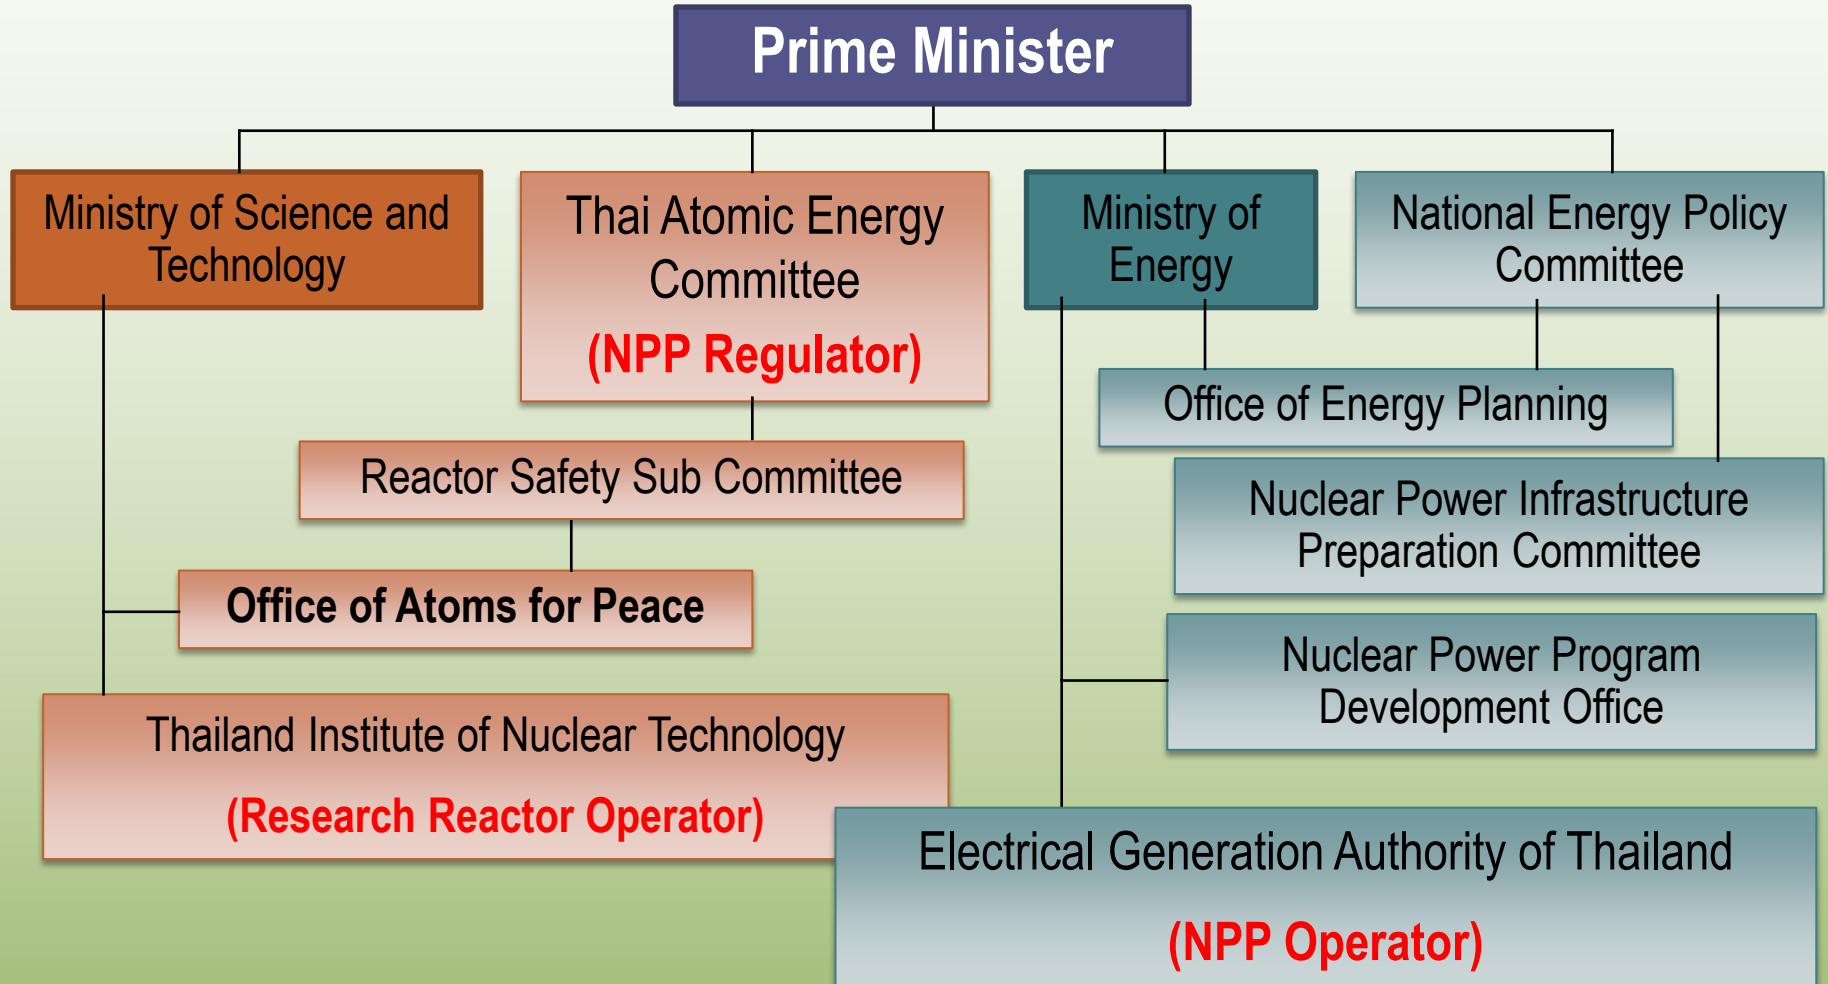 Prime Minister
Ministry of Science and
Technology
Thai Atomic Energy
Committee
(NPP Regulator)
Ministry of
Energy
National Energy Policy
Committee
Office of Energy Planning
Reactor Safety Sub Committee
Nuclear Power Infrastructure
Preparation Committee
Office of Atoms for Peace
Nuclear Power Program
Development Office
Thailand Institute of Nuclear Technology
(Research Reactor Operator)
Electrical Generation Authority of Thailand
(NPP Operator)